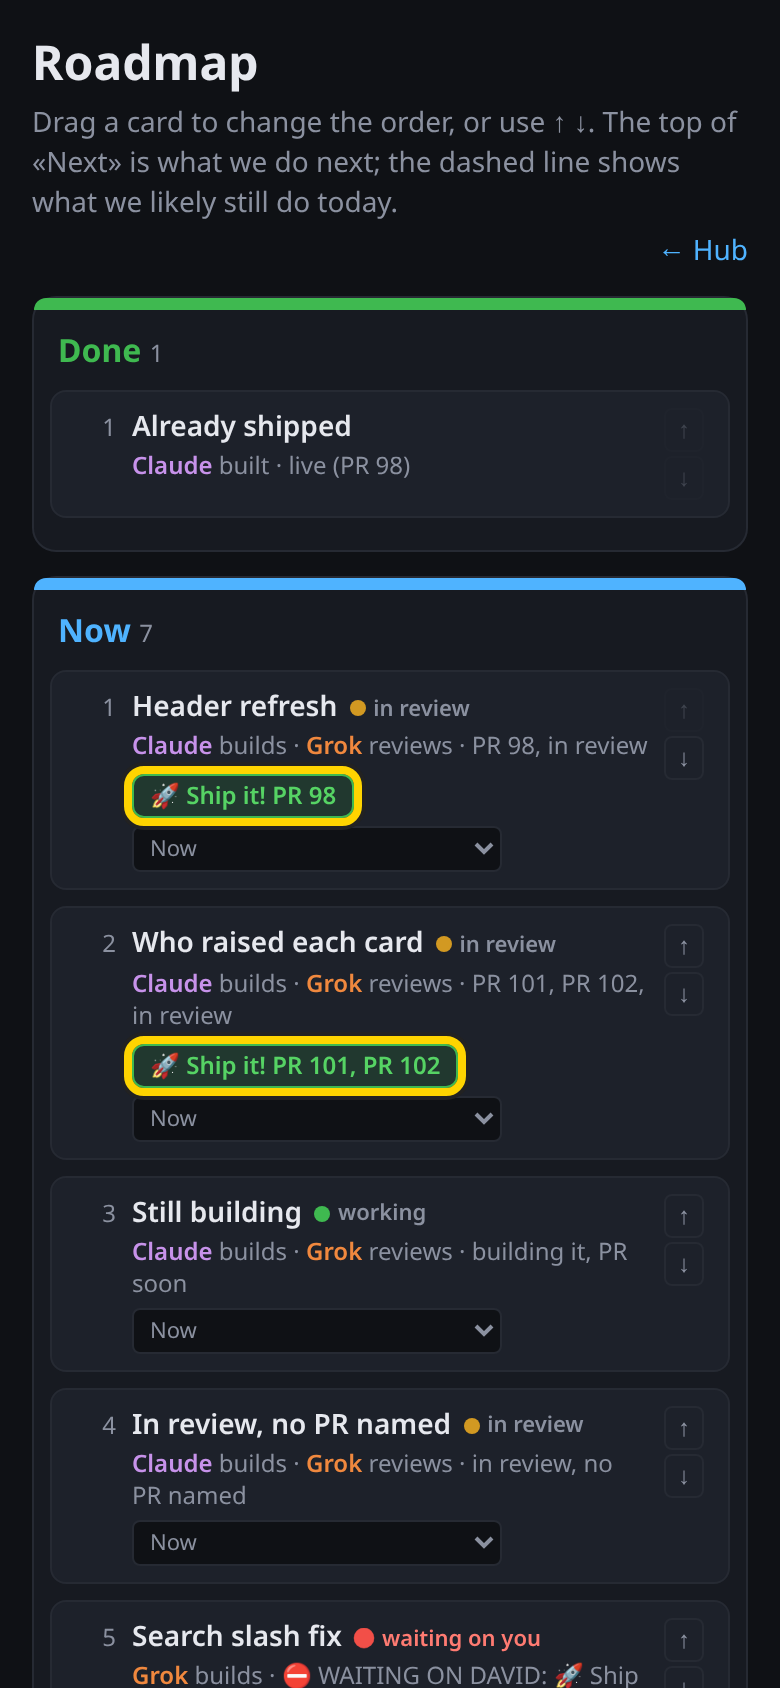 Roadmap
Drag a card to change the order, or use ↑ ↓. The top of
«Next» is what we do next; the dashed line shows
what we likely still do today.
← Hub
Done 1
1 Already shipped ↑
Claude built · live (PR 98) ↓
Now 7
1 Header refresh in review ↑
Claude builds · Grok reviews · PR 98, in review ↓
🚀 Ship it! PR 98
Now
2 Who raised each card in review ↑
Claude builds · Grok reviews · PR 101, PR 102, ↓
in review
🚀 Ship it! PR 101, PR 102
Now
3 Still building working ↑
Claude builds · Grok reviews · building it, PR ↓
soon
Now
4 In review, no PR named in review ↑
Claude builds · Grok reviews · in review, no ↓
PR named
Now
5 Search slash fix waiting on you ↑
Grok builds · ⛔ WAITING ON DAVID: 🚀 Ship